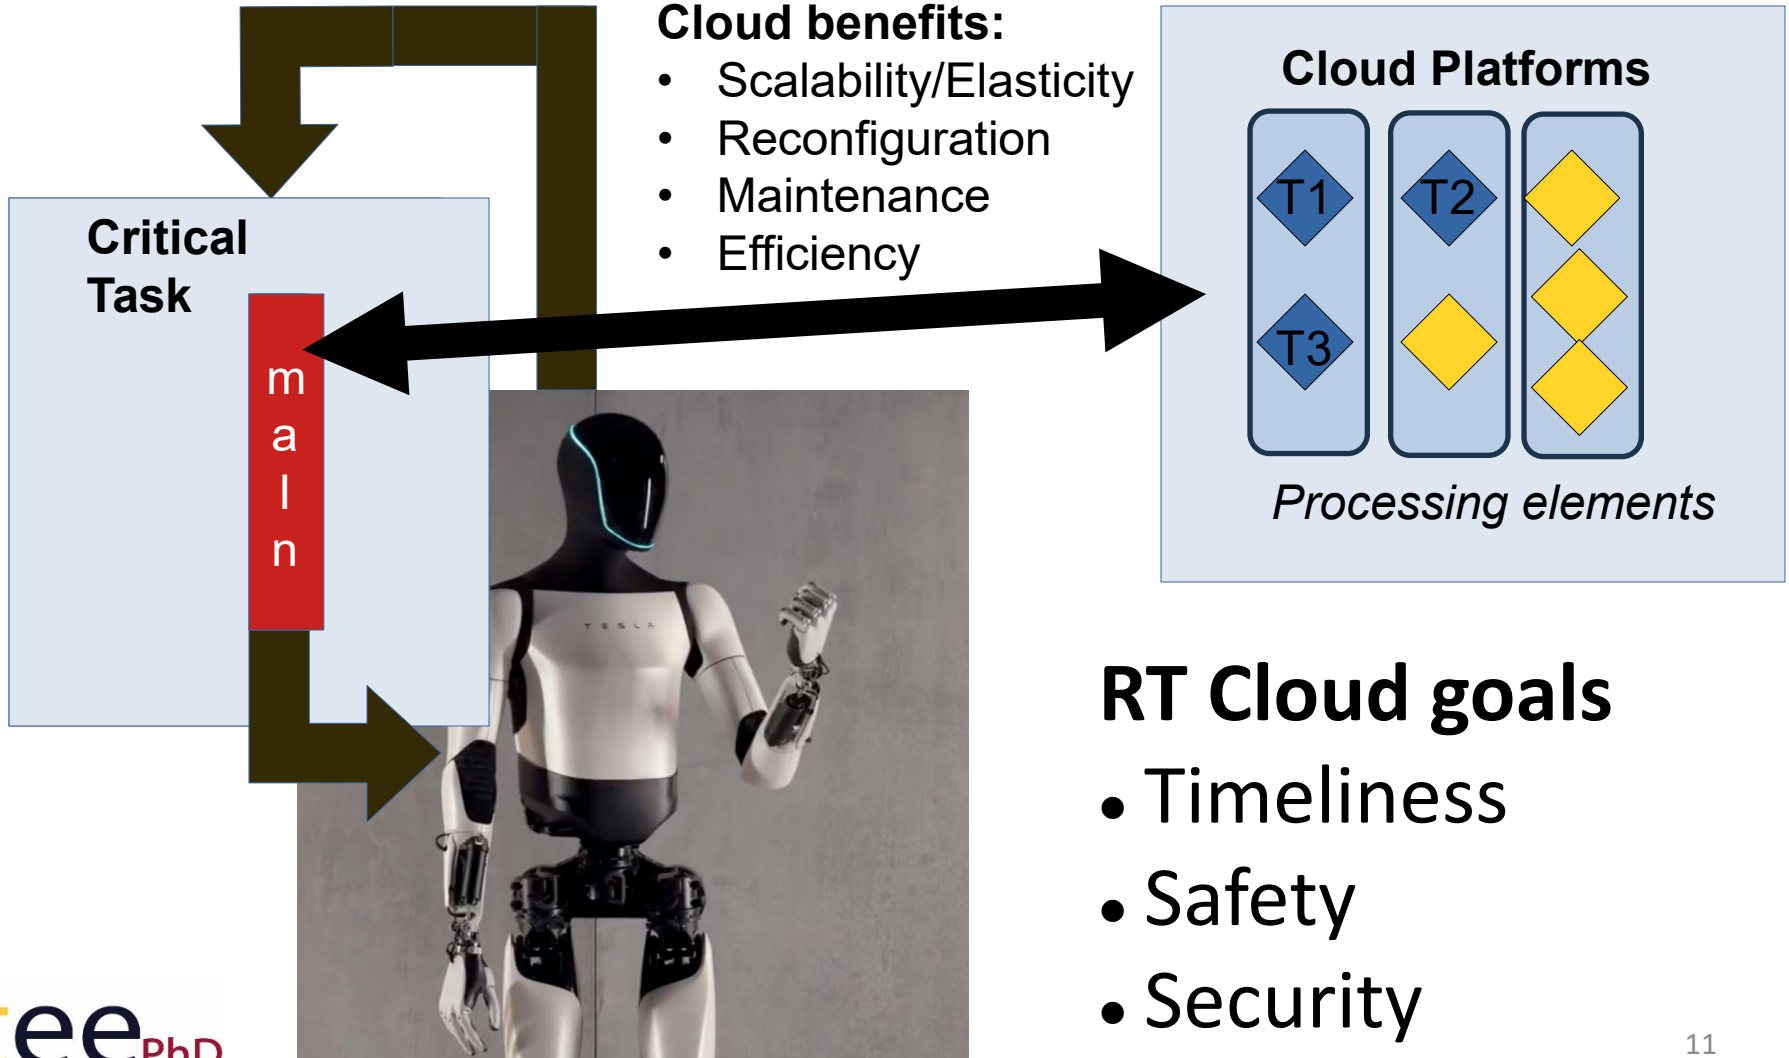 Cloud benefits:
• Scalability/Elasticity
• Reconfiguration
• Maintenance
• Efficiency
Cloud Platforms
T1
T2
T3
Processing elements
Critical
Task
m
a
I
n
TESLA
RT Cloud goals
• Timeliness
• Safety
• Security
ee PhD
11